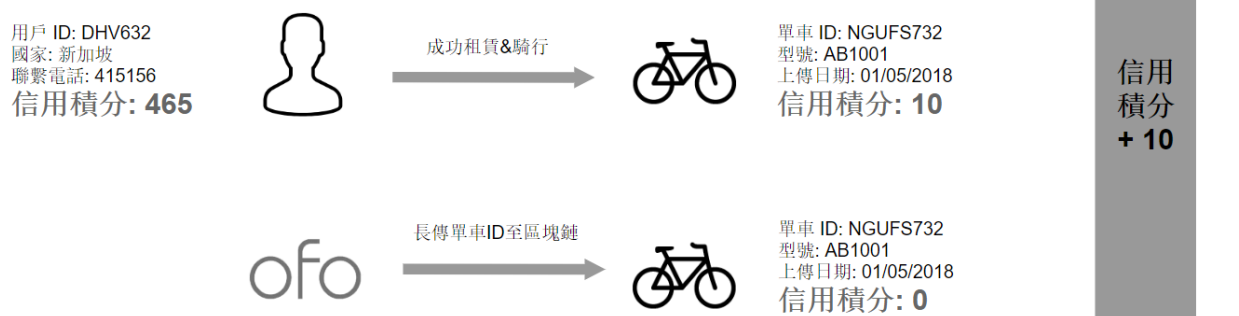 用戶 ID: DHV632
國家: 新加坡
聯繫電話: 415156
信用積分: 465
成功租賃&騎行
單車 ID: NGUFS732
型號: AB1001
上傳日期: 01/05/2018
信用積分: 10
信用
積分
+ 10
ofo
長傳單車ID至區塊鏈
單車 ID: NGUFS732
型號: AB1001
上傳日期: 01/05/2018
信用積分: 0